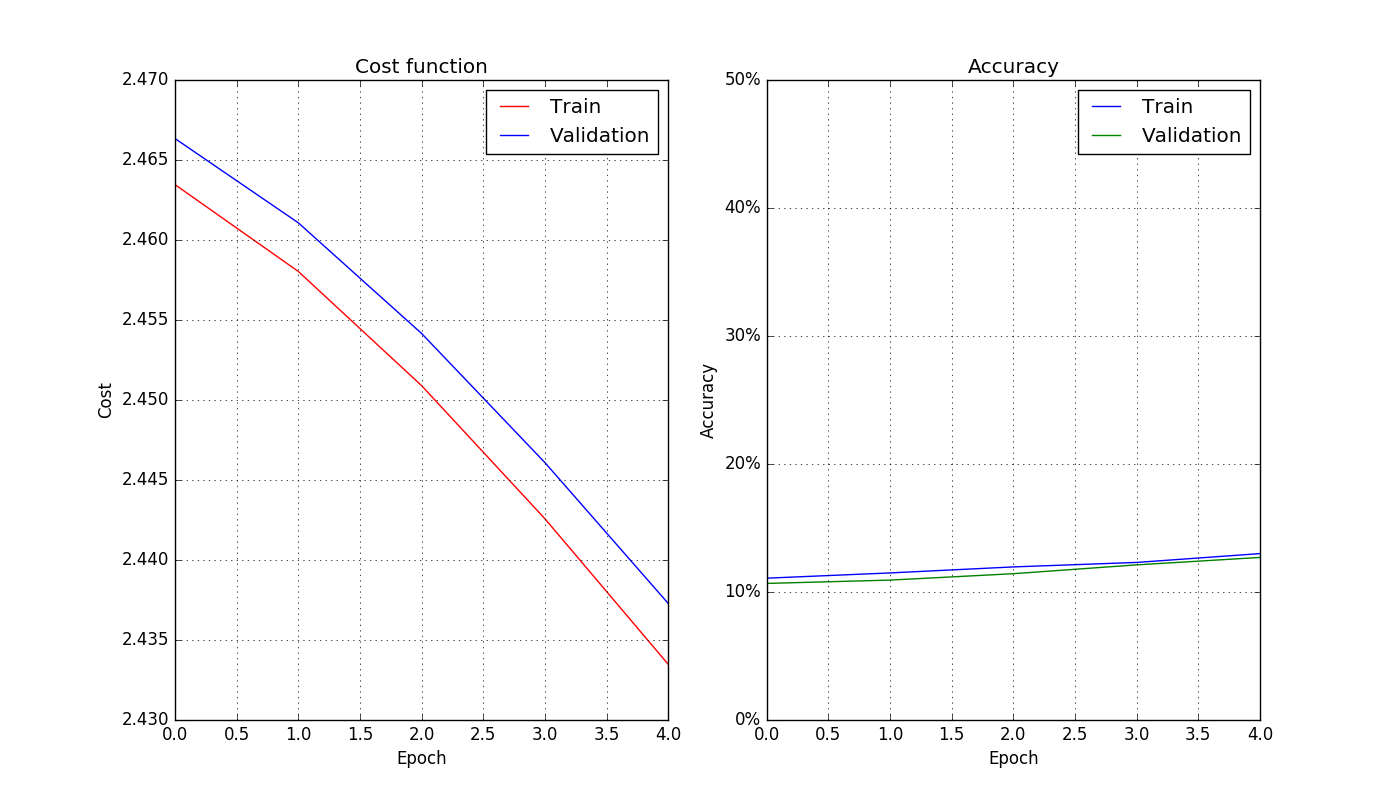 Cost function
2.470
2.465
2.460
2.455
2.450
2.445
2.440
2.435
2.430
Cost
0.0 0.5 1.0 1.5 2.0 2.5 3.0 3.5 4.0
Epoch
Train
Validation
Accuracy
50%
40%
30%
20%
10%
0%
Accuracy
0.0 0.5 1.0 1.5 2.0 2.5 3.0 3.5 4.0
Epoch
Train
Validation